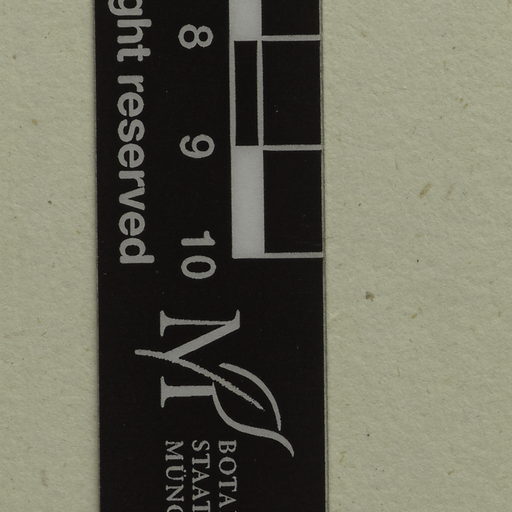 8 9 10
ght reserved
BOTA
STAAT
MÜNC